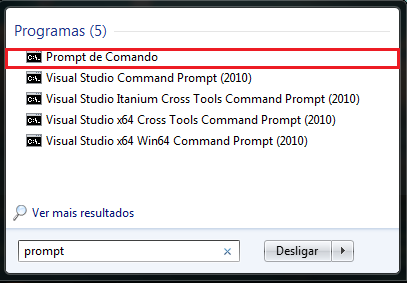 Programas (5)
Prompt de Comando
Visual Studio Command Prompt (2010)
Visual Studio Itanium Cross Tools Command Prompt (2010)
Visual Studio x64 Cross Tools Command Prompt (2010)
Visual Studio x64 Win64 Command Prompt (2010)
Ver mais resultados
prompt
Desligar